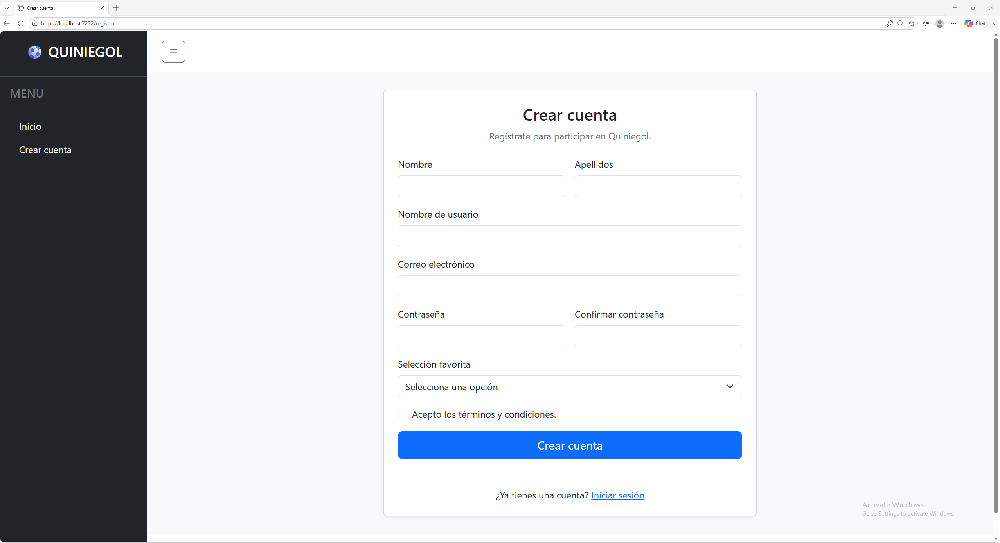 Crear cuenta
https://localhost:7272/registro
Chat
QUINIEGOL
MENU
Inicio
Crear cuenta
Crear cuenta
Regístrate para participar en Quiniegol.
Nombre
Apellidos
Nombre de usuario
Correo electrónico
Contraseña
Confirmar contraseña
Selección favorita
Selecciona una opción
Acepto los términos y condiciones.
Crear cuenta
¿Ya tienes una cuenta? Iniciar sesión
Activate Windows
Go to Settings to activate Windows.